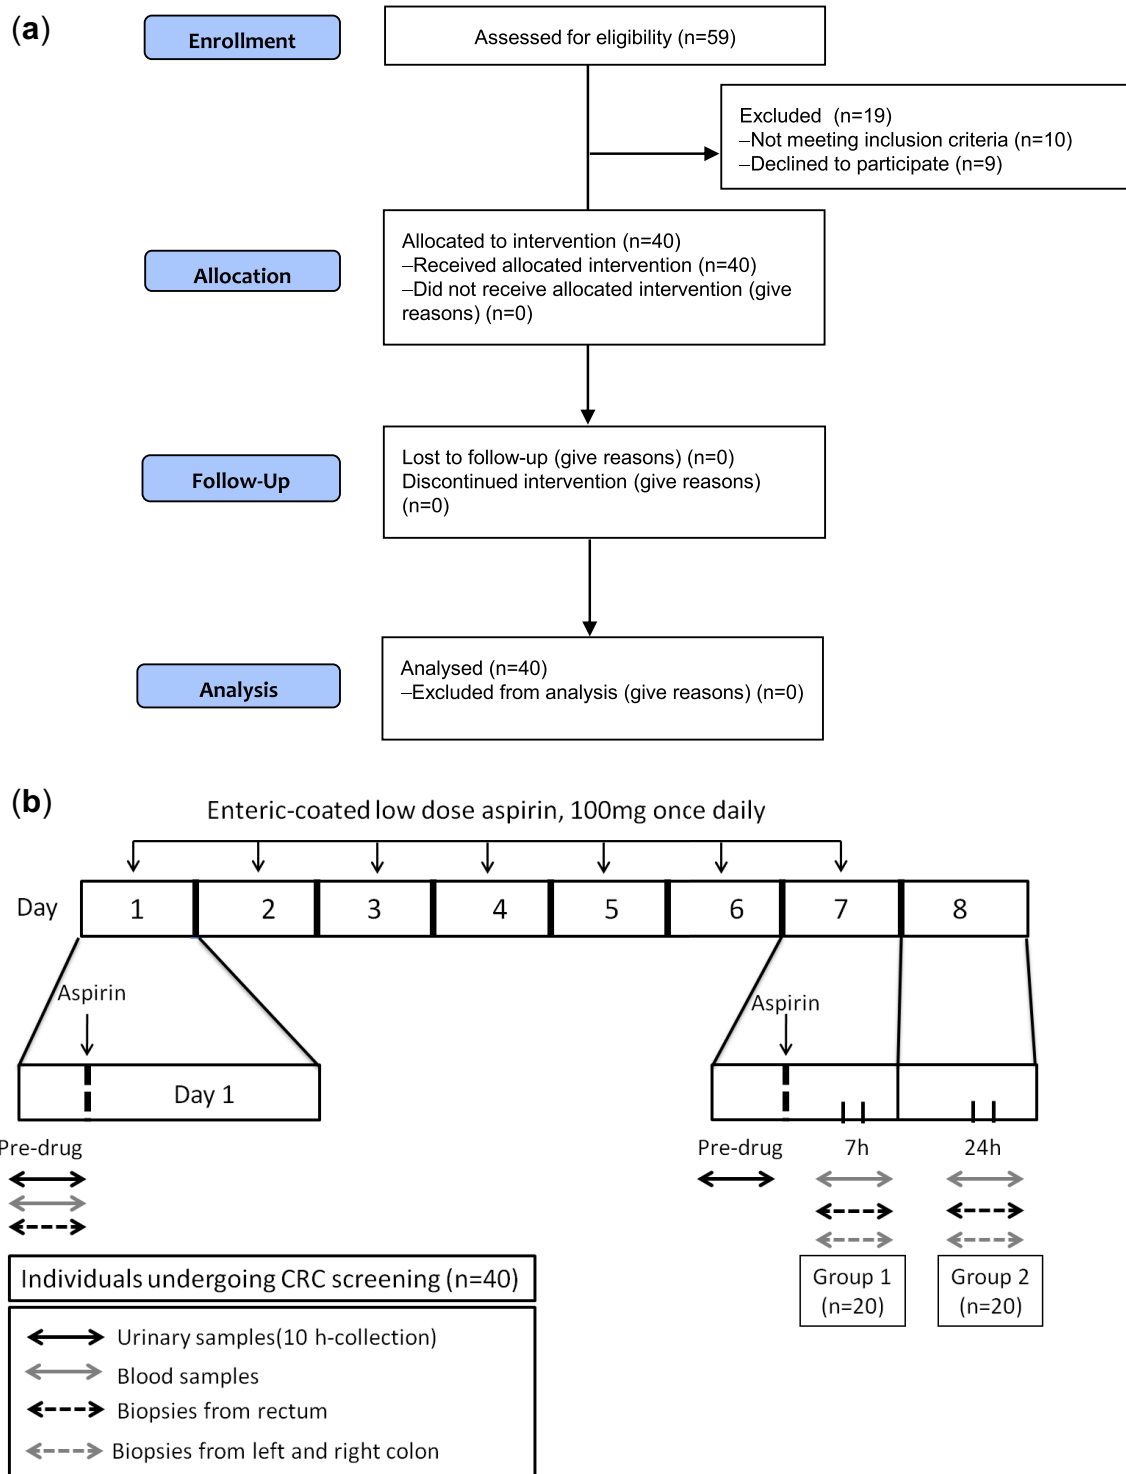 (a)
Enrollment
Assessed for eligibility (n=59)
Excluded (n=19)
–Not meeting inclusion criteria (n=10)
–Declined to participate (n=9)
Allocation
Allocated to intervention (n=40)
–Received allocated intervention (n=40)
–Did not receive allocated intervention (give
reasons) (n=0)
Follow-Up
Lost to follow-up (give reasons) (n=0)
Discontinued intervention (give reasons)
(n=0)
Analysis
Analysed (n=40)
–Excluded from analysis (give reasons) (n=0)
(b)
Enteric-coated low dose aspirin, 100mg once daily
Day 1 2 3 4 5 6 7 8
Aspirin
Aspirin
Day 1
Pre-drug
Pre-drug 7h 24h
Group 1
(n=20)
Group 2
(n=20)
Individuals undergoing CRC screening (n=40)
Urinary samples(10 h-collection)
Blood samples
Biopsies from rectum
Biopsies from left and right colon